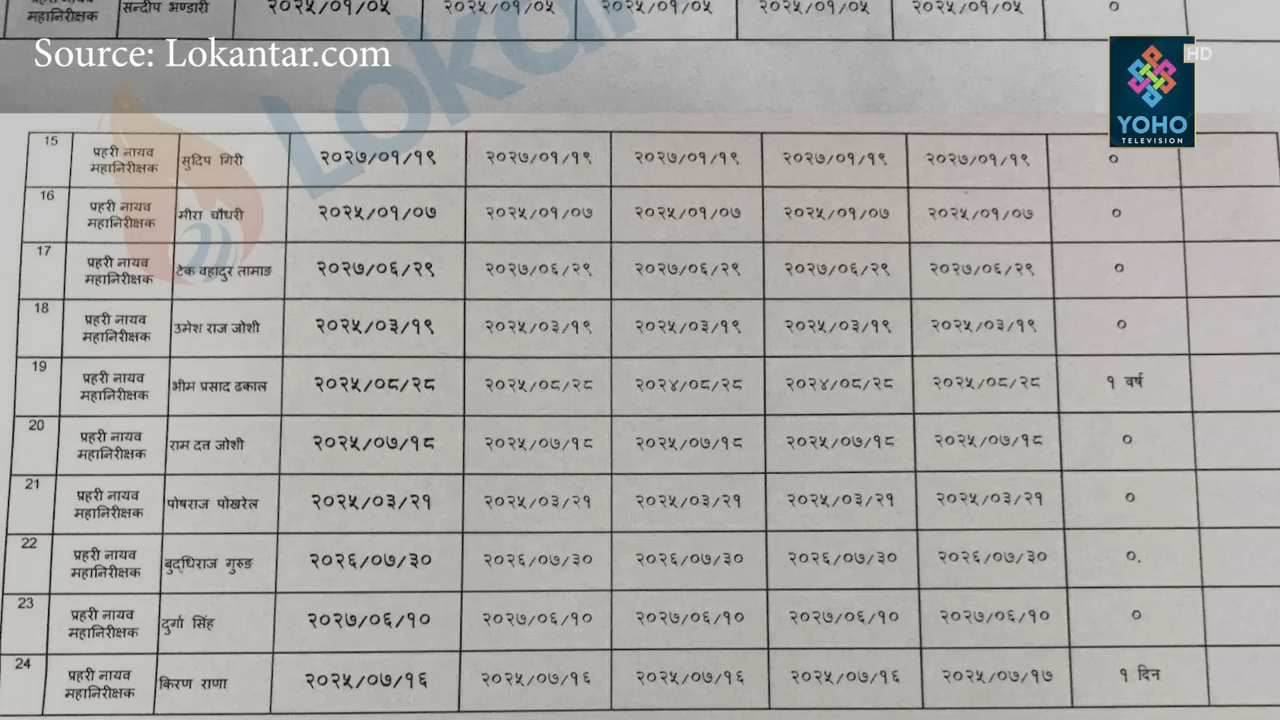 महानिरीक्षक सन्दीप भण्डारी २०२५/०१/०५ २०२५/०१/०५ २०२५/०१/०५ २०२५/०१/०५ २०२५/०१/०५ ०
Source: Lokantar.com
HD
YOHO
TELEVISION
15 प्रहरी नायव महानिरीक्षक सुदिप गिरी २०२७/०१/१९ २०२७/०१/१९ २०२७/०१/१९ २०२७/०१/१९ २०२७/०१/१९ ०
16 प्रहरी नायव महानिरीक्षक मीरा चौधरी २०२५/०१/०७ २०२५/०१/०७ २०२५/०१/०७ २०२५/०१/०७ २०२५/०१/०७ ०
17 प्रहरी नायव महानिरीक्षक टेक वहादुर तामाङ २०२७/०६/२९ २०२७/०६/२९ २०२७/०६/२९ २०२७/०६/२९ २०२७/०६/२९ ०
18 प्रहरी नायव महानिरीक्षक उमेश राज जोशी २०२५/०३/१९ २०२५/०३/१९ २०२५/०३/१९ २०२५/०३/१९ २०२५/०३/१९ ०
19 प्रहरी नायव महानिरीक्षक भीम प्रसाद ढकाल २०२५/०८/२८ २०२५/०८/२८ २०२४/०८/२८ २०२४/०८/२८ २०२५/०८/२८ १ वर्ष
20 प्रहरी नायव महानिरीक्षक राम दत्त जोशी २०२५/०७/१८ २०२५/०७/१८ २०२५/०७/१८ २०२५/०७/१८ २०२५/०७/१८ ०
21 प्रहरी नायव महानिरीक्षक पोषराज पोखरेल २०२५/०३/२१ २०२५/०३/२१ २०२५/०३/२१ २०२५/०३/२१ २०२५/०३/२१ ०
22 प्रहरी नायव महानिरीक्षक बुद्धिराज गुरुङ २०२६/०७/३० २०२६/०७/३० २०२६/०७/३० २०२६/०७/३० २०२६/०७/३० ०.
23 प्रहरी नायव महानिरीक्षक दुर्गा सिंह २०२७/०६/१० २०२७/०६/१० २०२७/०६/१० २०२७/०६/१० २०२७/०६/१० ०
24 प्रहरी नायव महानिरीक्षक किरण राणा २०२५/०७/१६ २०२५/०७/१६ २०२५/०७/१६ २०२५/०७/१६ २०२५/०७/१७ १ दिन